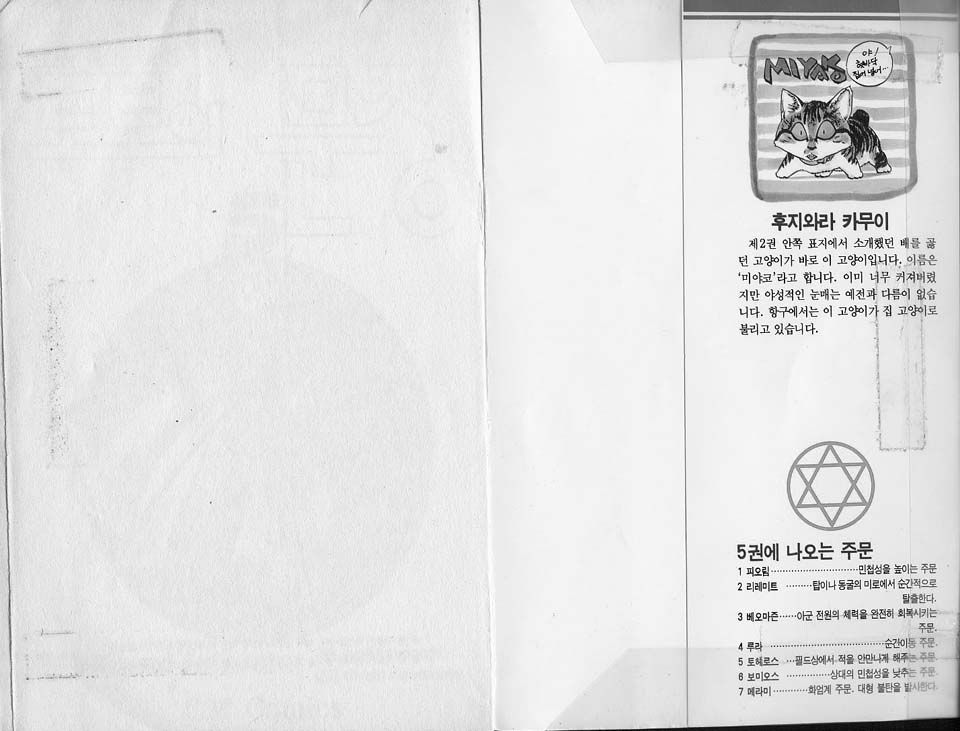 MIYAKO
야!
헛바닥
집어 넣어…
후지와라 카무이
제2권 안쪽 표지에서 소개했던 배를 곯
던 고양이가 바로 이 고양이입니다. 이름은
‘미야코’라고 합니다. 이미 너무 커져버렸
지만 야성적인 눈매는 예전과 다름이 없습
니다. 항구에서는 이 고양이가 집 고양이로
불리고 있습니다.
5권에 나오는 주문
1 피오림……………………………민첩성을 높이는 주문
2 리레미트 ………탑이나 동굴의 미로에서 순간적으로
탈출한다.
3 베오마즌……아군 전원의 체력을 완전히 회복시키는
주문.
4 루라 ……………………………………순간이동 주문.
5 토헤로스 …필드상에서 적을 안만나게 해주는 주문.
6 보미오스 ……………상대의 민첩성을 낮추는 주문.
7 메라미…………화염계 주문. 대형 불탄을 발사한다.